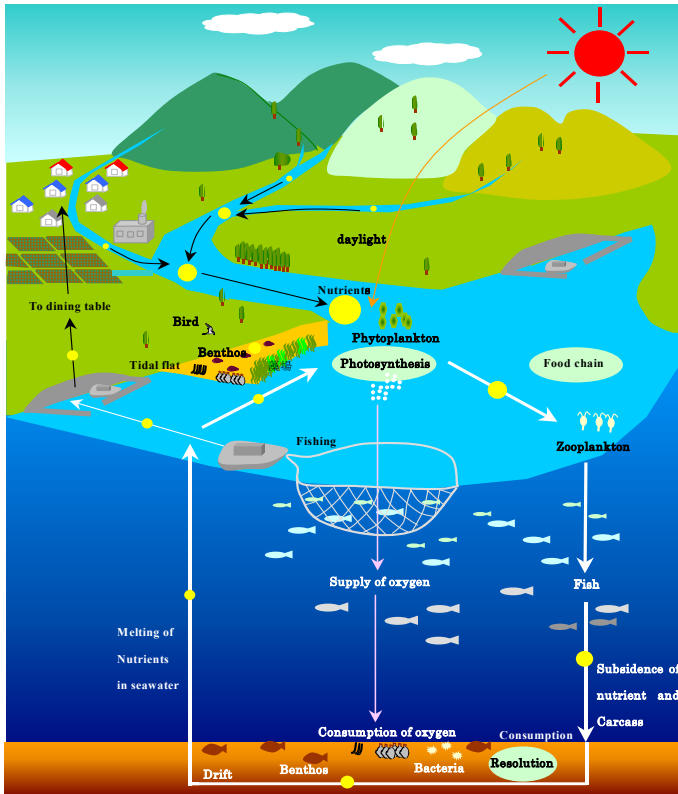 daylight
Nutrients
To dining table
Bird
Phytoplankton
Benthos
Tidal flat
藻場
Photosynthesis
Food chain
Fishing
Zooplankton
Supply of oxygen
Fish
Melting of
Nutrients
in seawater
Subsidence of
nutrient and
Carcass
Consumption of oxygen
Consumption
Resolution
Drift
Benthos
Bacteria